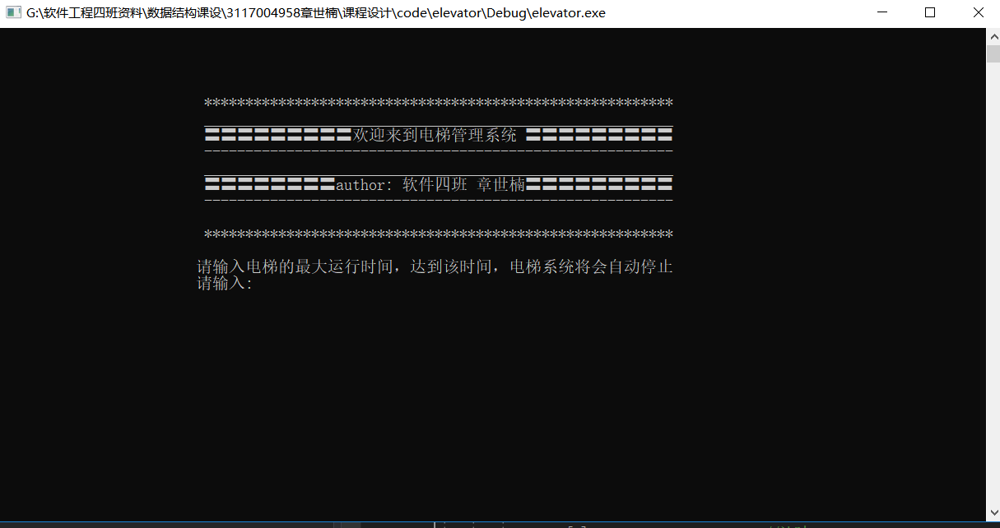 G:\软件工程四班资料\数据结构课设\3117004958章世楠\课程设计\code\elevator\Debug\elevator.exe
*********************************************************
_________________________________________________________
〓〓〓〓〓〓〓〓〓欢迎来到电梯管理系统 〓〓〓〓〓〓〓〓〓
---------------------------------------------------------
_________________________________________________________
〓〓〓〓〓〓〓〓author: 软件四班 章世楠〓〓〓〓〓〓〓〓〓
---------------------------------------------------------
*********************************************************
请输入电梯的最大运行时间，达到该时间，电梯系统将会自动停止
请输入: